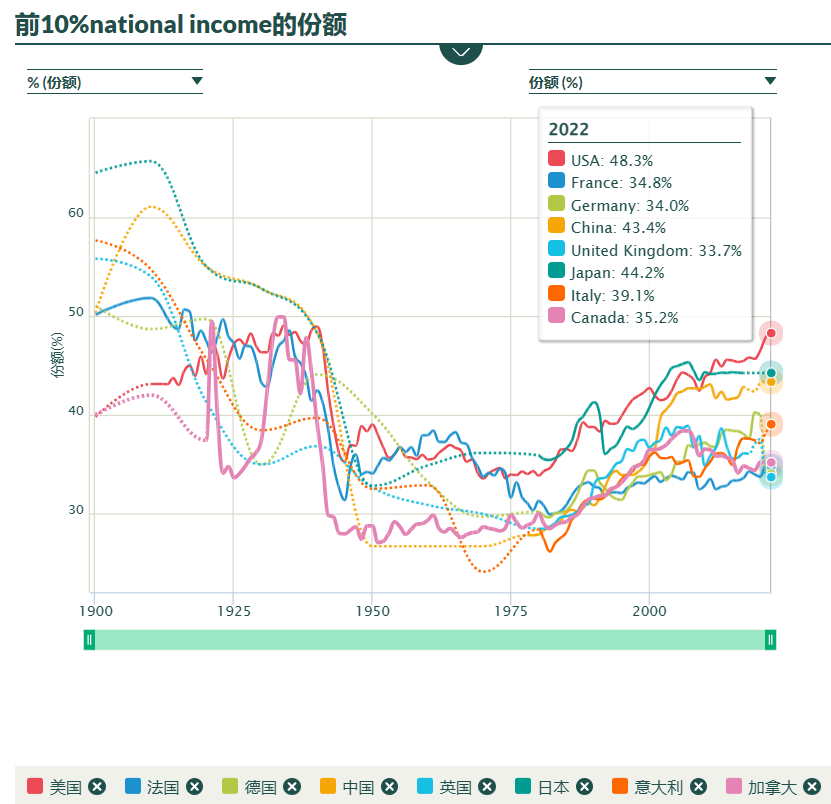 前10%national income的份额
% (份额)
份额 (%)
2022
USA: 48.3%
France: 34.8%
Germany: 34.0%
China: 43.4%
United Kingdom: 33.7%
Japan: 44.2%
Italy: 39.1%
Canada: 35.2%
份额(%)
60
50
40
30
1900 1925 1950 1975 2000
美国 法国 德国 中国 英国 日本 意大利 加拿大